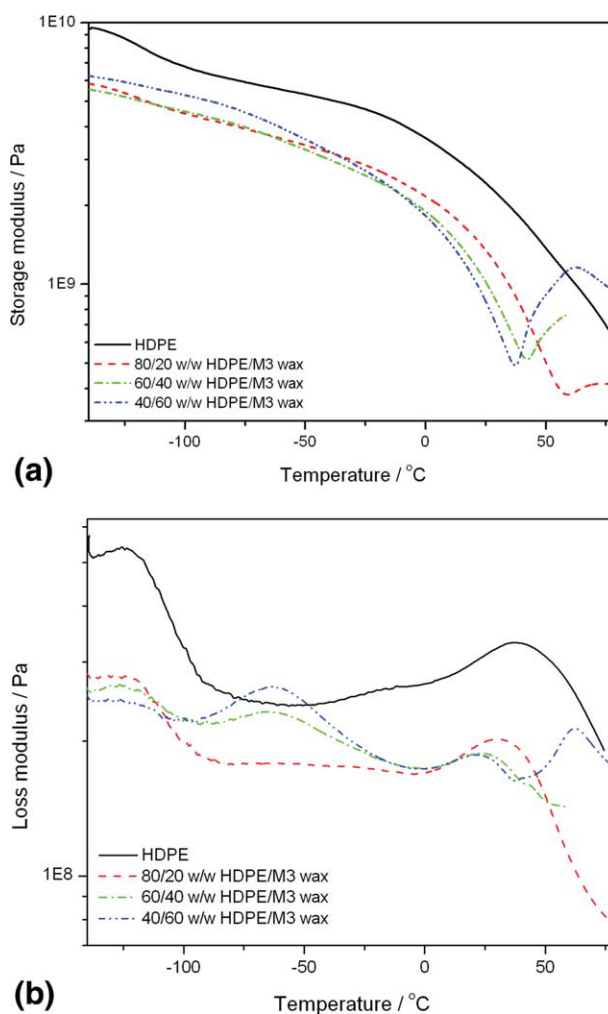 1E10
1E9
Storage modulus / Pa
HDPE
80/20 w/w HDPE/M3 wax
60/40 w/w HDPE/M3 wax
40/60 w/w HDPE/M3 wax
-100 -50 0 50
(a)
Temperature / °C
Loss modulus / Pa
1E8
HDPE
80/20 w/w HDPE/M3 wax
60/40 w/w HDPE/M3 wax
40/60 w/w HDPE/M3 wax
-100 -50 0 50
(b)
Temperature / °C